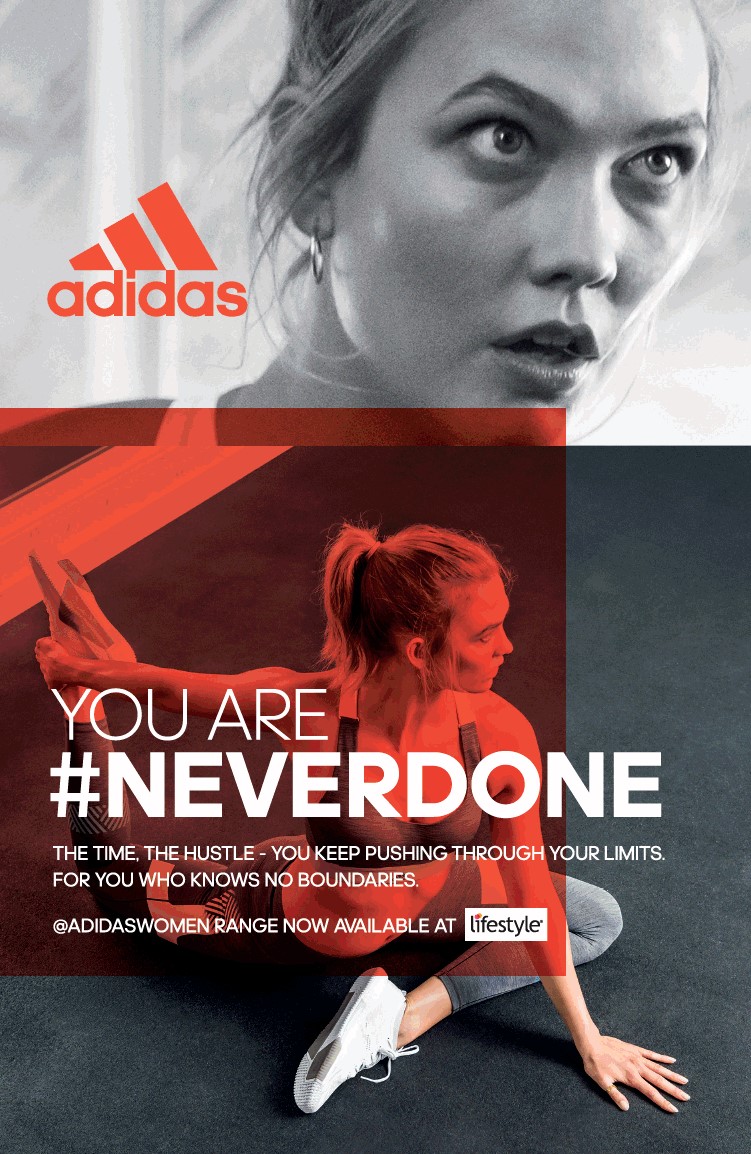 adidas
YOU ARE
#NEVERDONE
THE TIME, THE HUSTLE - YOU KEEP PUSHING THROUGH YOUR LIMITS.
FOR YOU WHO KNOWS NO BOUNDARIES.
@ADIDASWOMEN RANGE NOW AVAILABLE AT lifestyle